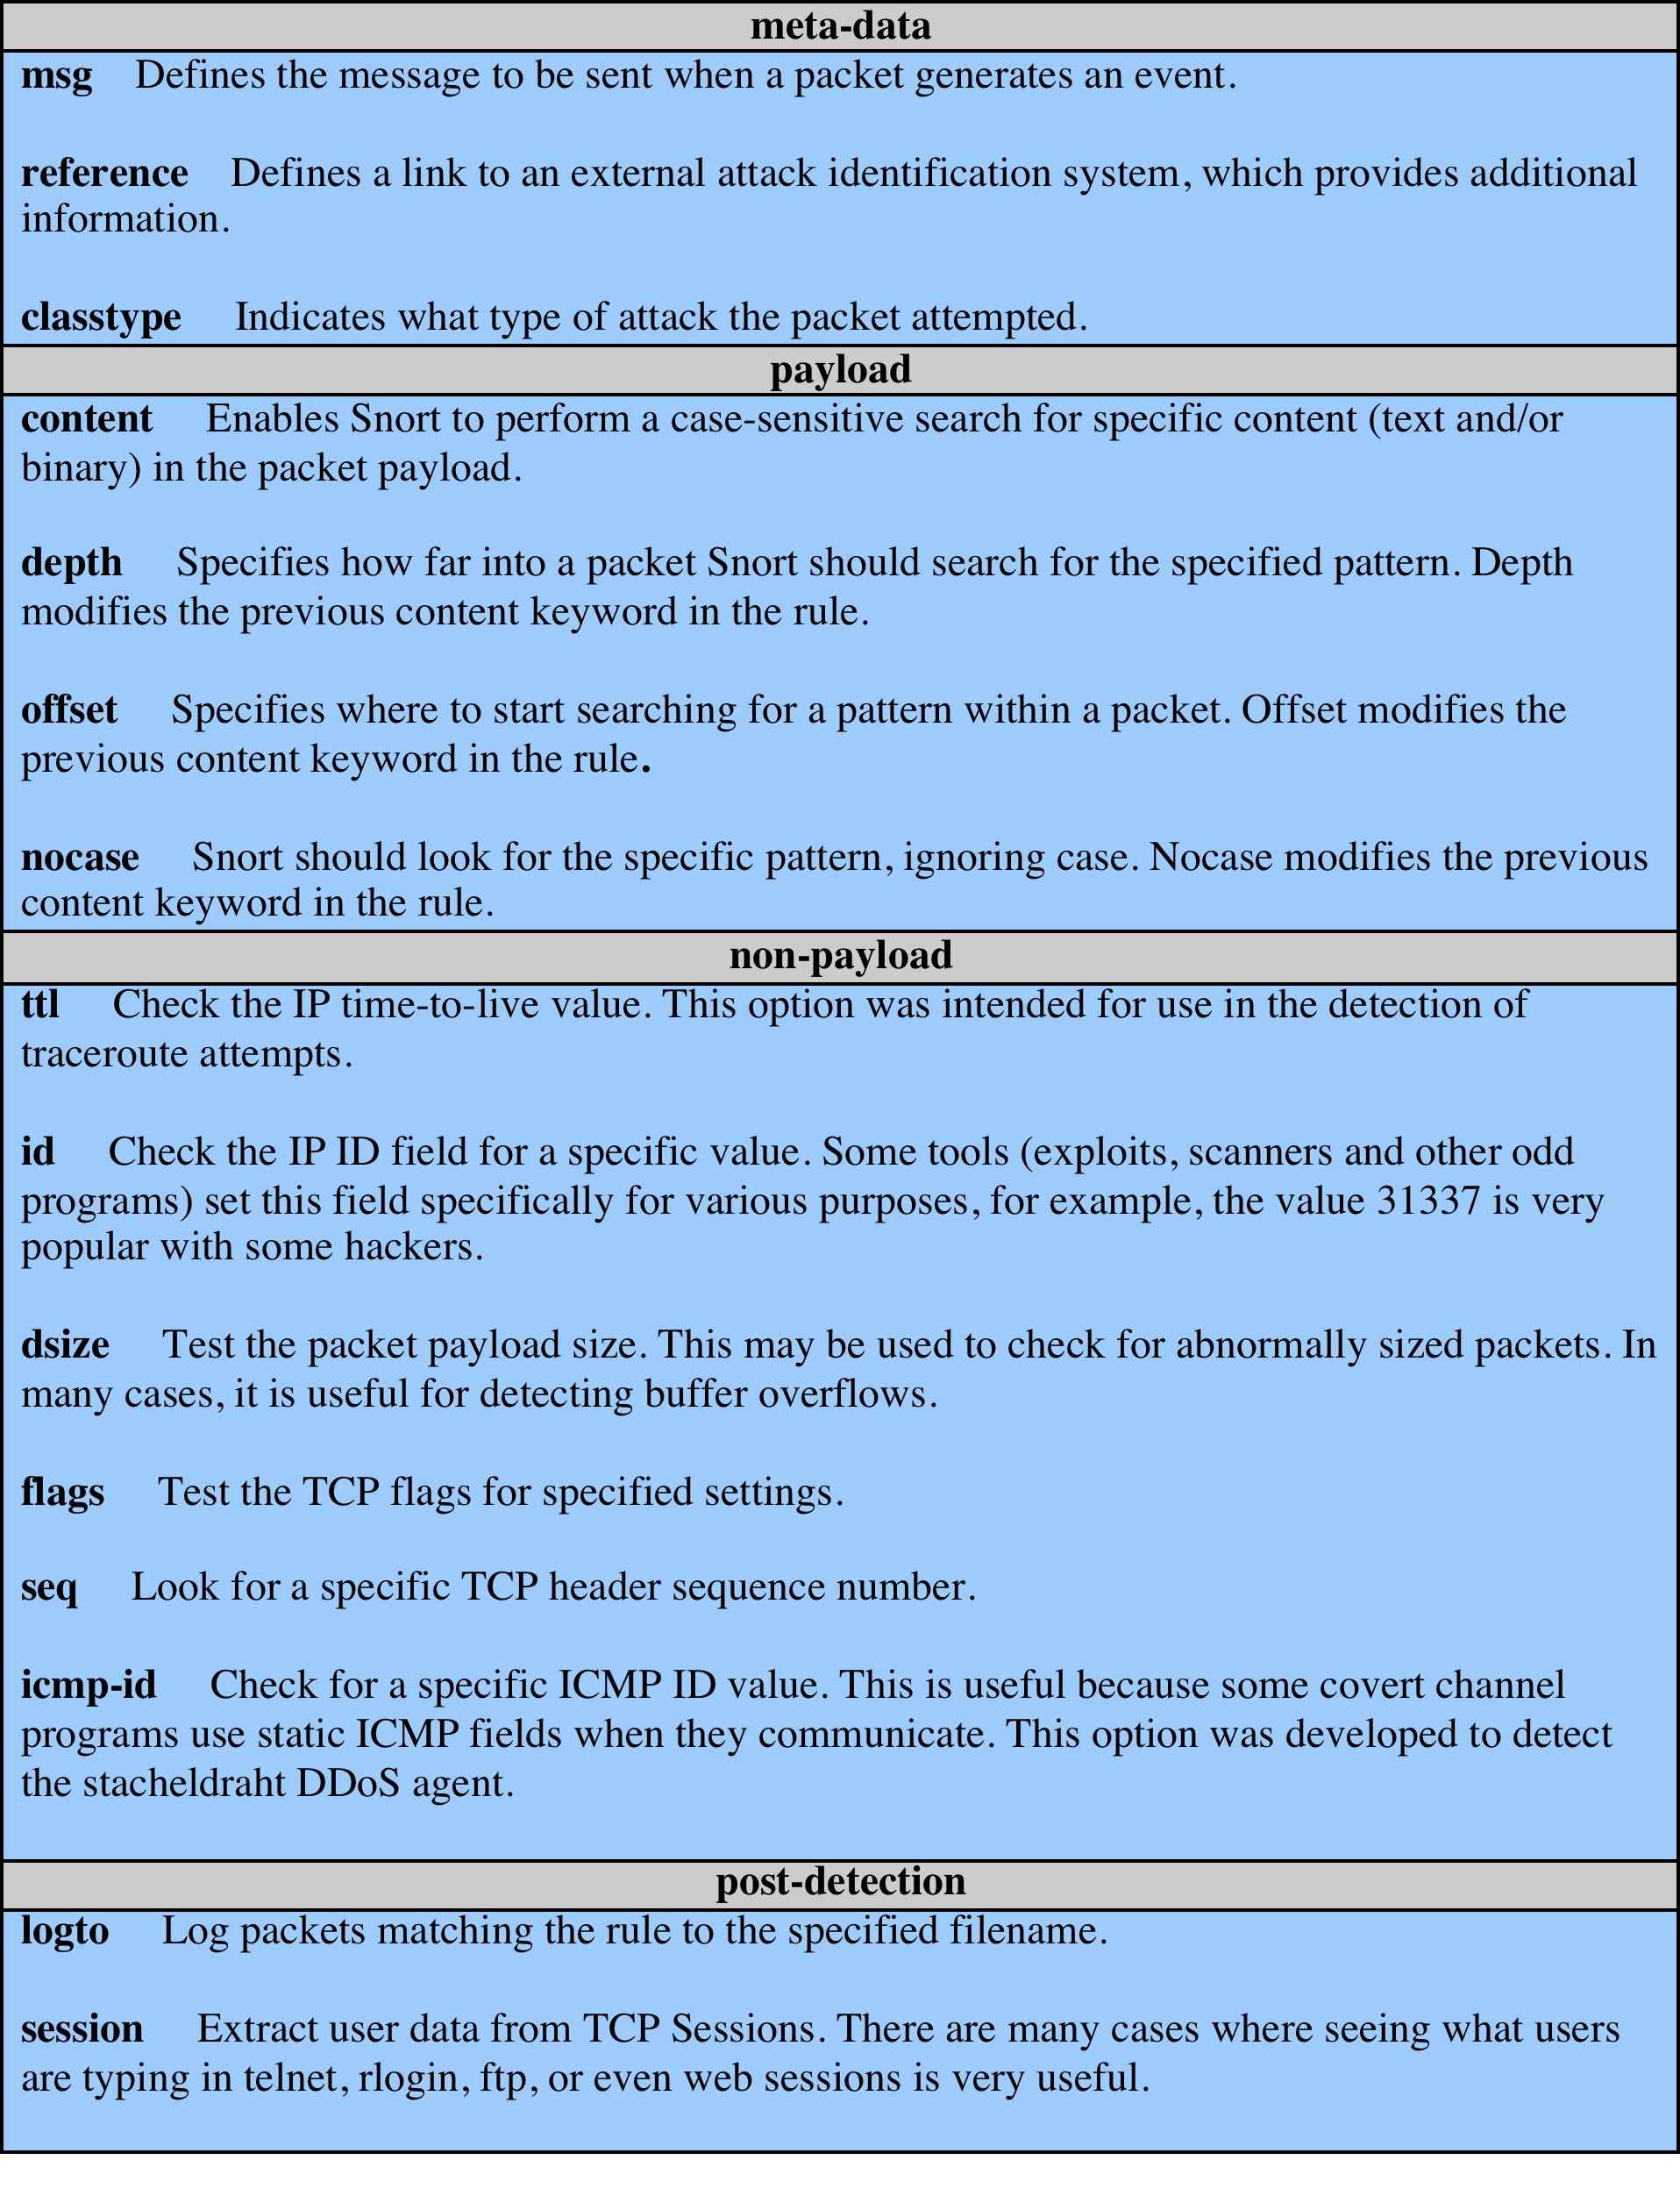 meta-data
msg Defines the message to be sent when a packet generates an event.
reference Defines a link to an external attack identification system, which provides additional
information.
classtype Indicates what type of attack the packet attempted.
payload
content Enables Snort to perform a case-sensitive search for specific content (text and/or
binary) in the packet payload.
depth Specifies how far into a packet Snort should search for the specified pattern. Depth
modifies the previous content keyword in the rule.
offset Specifies where to start searching for a pattern within a packet. Offset modifies the
previous content keyword in the rule.
nocase Snort should look for the specific pattern, ignoring case. Nocase modifies the previous
content keyword in the rule.
non-payload
ttl Check the IP time-to-live value. This option was intended for use in the detection of
traceroute attempts.
id Check the IP ID field for a specific value. Some tools (exploits, scanners and other odd
programs) set this field specifically for various purposes, for example, the value 31337 is very
popular with some hackers.
dsize Test the packet payload size. This may be used to check for abnormally sized packets. In
many cases, it is useful for detecting buffer overflows.
flags Test the TCP flags for specified settings.
seq Look for a specific TCP header sequence number.
icmp-id Check for a specific ICMP ID value. This is useful because some covert channel
programs use static ICMP fields when they communicate. This option was developed to detect
the stacheldraht DDoS agent.
post-detection
logto Log packets matching the rule to the specified filename.
session Extract user data from TCP Sessions. There are many cases where seeing what users
are typing in telnet, rlogin, ftp, or even web sessions is very useful.